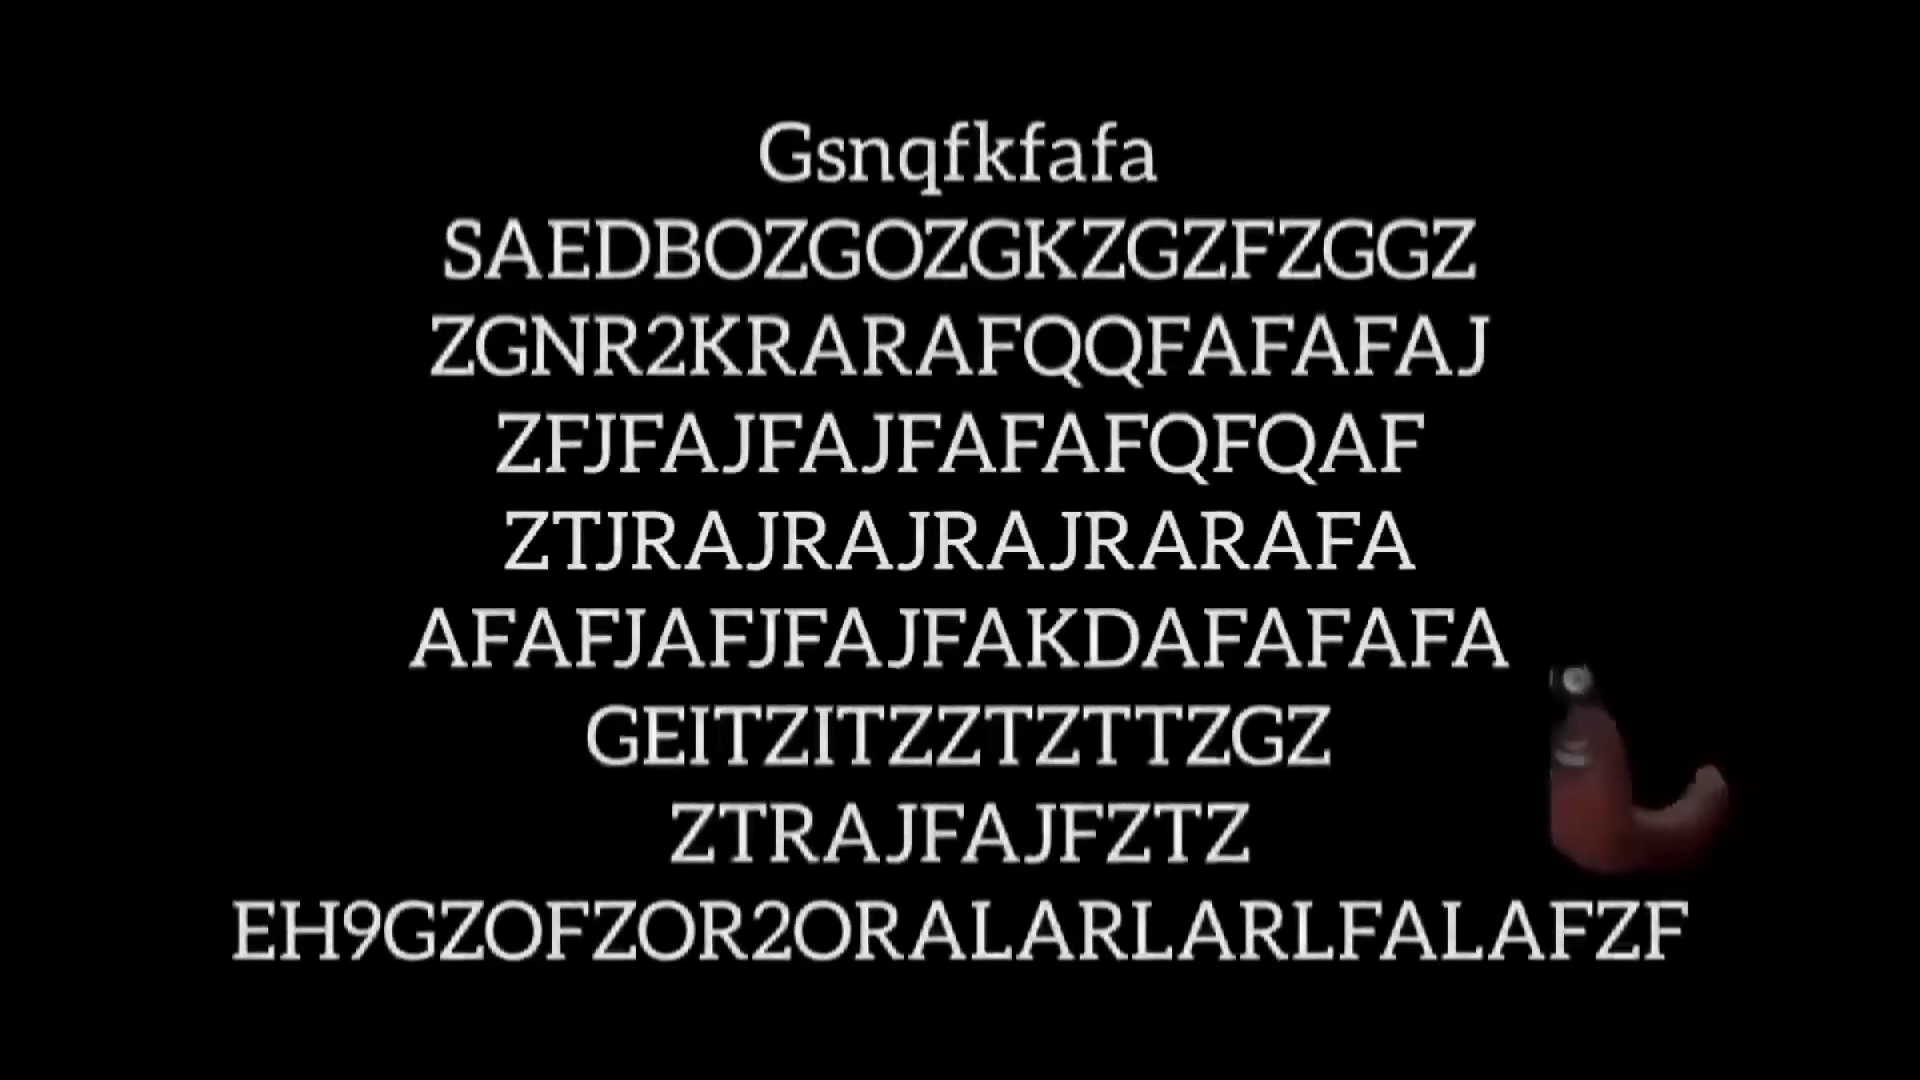 Gsnqfkfafa
SAEDBOZGOZGKZGZFZGGZ
ZGNR2KRARAFQQFAFAFAJ
ZFJFAJFAJFAFAFQFQAF
ZTJRAJRAJRAJRARAFA
AFAFJAFJFAJFAKDAFAFAFA
GEITZITZZTZTTZGZ
ZTRAJFAJFZTZ
EH9GZOFZOR2ORALARLARLFALAFZF